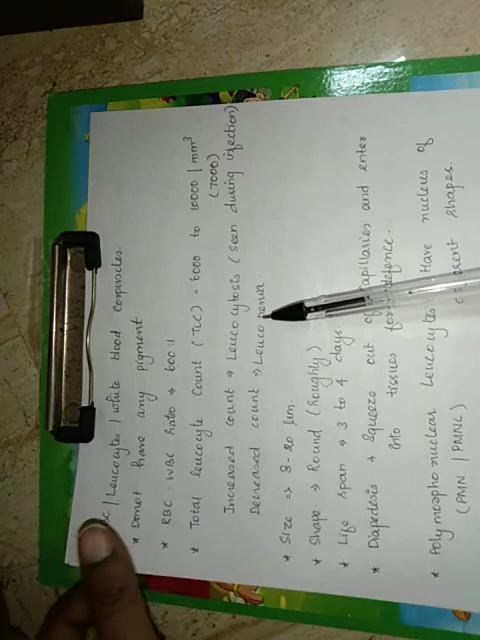 | Leucocytes | white blood corpuscles.
* Donot have any pigment
* RBC : WBC Ratio → 600:1
* Total leucocyte Count (TLC) = 6000 to 10000 | mm³
(7000)
Increased count → Leucocytosis (seen during infection)
Decreased count → Leucopenia.
* Size => 8-20 μm.
* Shape → Round (Roughly)
* Life span → 3 to 4 days.
* Diapedesis → Squeeze out of capillaries and enter
into tissues for defence.
* Polymorpho nuclear Leucocytes Have nucleus of
(PMN | PMNC) shapes.